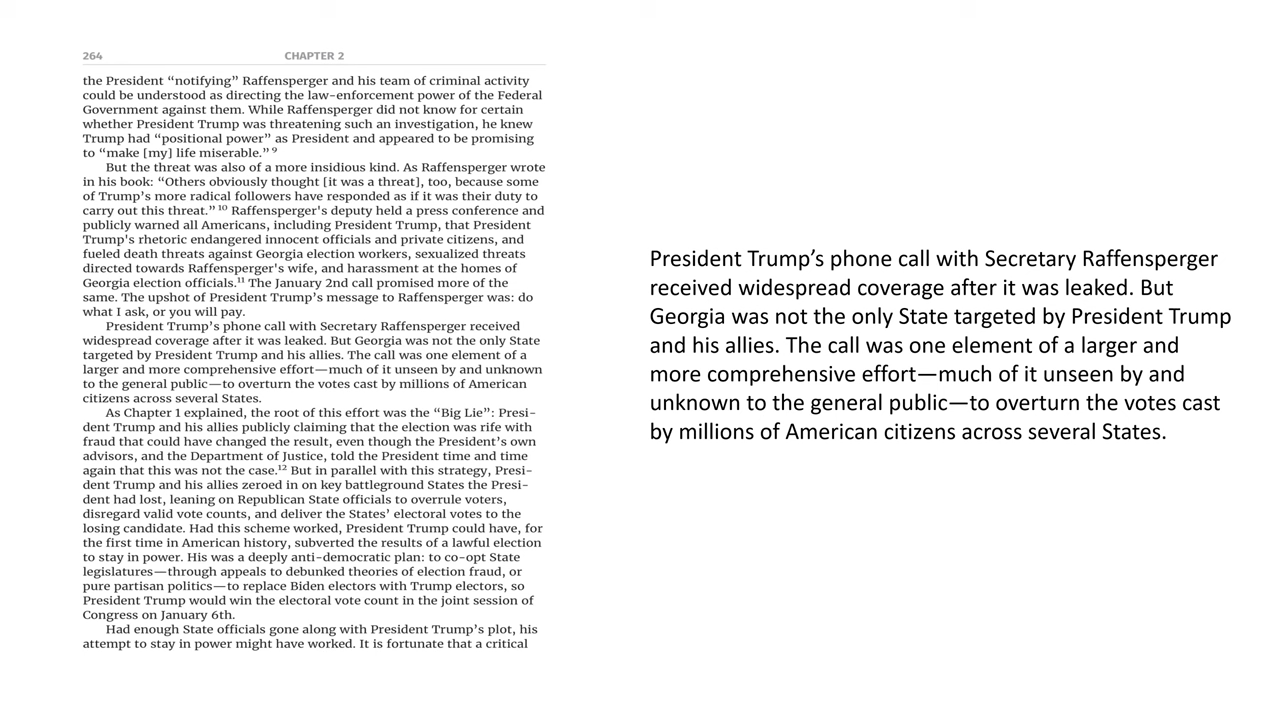 264 CHAPTER 2
the President “notifying” Raffensperger and his team of criminal activity
could be understood as directing the law-enforcement power of the Federal
Government against them. While Raffensperger did not know for certain
whether President Trump was threatening such an investigation, he knew
Trump had “positional power” as President and appeared to be promising
to “make [my] life miserable.” ⁹
But the threat was also of a more insidious kind. As Raffensperger wrote
in his book: “Others obviously thought [it was a threat], too, because some
of Trump’s more radical followers have responded as if it was their duty to
carry out this threat.” ¹⁰ Raffensperger's deputy held a press conference and
publicly warned all Americans, including President Trump, that President
Trump's rhetoric endangered innocent officials and private citizens, and
fueled death threats against Georgia election workers, sexualized threats
directed towards Raffensperger's wife, and harassment at the homes of
Georgia election officials.¹¹ The January 2nd call promised more of the
same. The upshot of President Trump’s message to Raffensperger was: do
what I ask, or you will pay.
President Trump’s phone call with Secretary Raffensperger received
widespread coverage after it was leaked. But Georgia was not the only State
targeted by President Trump and his allies. The call was one element of a
larger and more comprehensive effort—much of it unseen by and unknown
to the general public—to overturn the votes cast by millions of American
citizens across several States.
As Chapter 1 explained, the root of this effort was the “Big Lie”: Presi-
dent Trump and his allies publicly claiming that the election was rife with
fraud that could have changed the result, even though the President’s own
advisors, and the Department of Justice, told the President time and time
again that this was not the case.¹² But in parallel with this strategy, Presi-
dent Trump and his allies zeroed in on key battleground States the Presi-
dent had lost, leaning on Republican State officials to overrule voters,
disregard valid vote counts, and deliver the States’ electoral votes to the
losing candidate. Had this scheme worked, President Trump could have, for
the first time in American history, subverted the results of a lawful election
to stay in power. His was a deeply anti-democratic plan: to co-opt State
legislatures—through appeals to debunked theories of election fraud, or
pure partisan politics—to replace Biden electors with Trump electors, so
President Trump would win the electoral vote count in the joint session of
Congress on January 6th.
Had enough State officials gone along with President Trump’s plot, his
attempt to stay in power might have worked. It is fortunate that a critical
President Trump’s phone call with Secretary Raffensperger
received widespread coverage after it was leaked. But
Georgia was not the only State targeted by President Trump
and his allies. The call was one element of a larger and
more comprehensive effort—much of it unseen by and
unknown to the general public—to overturn the votes cast
by millions of American citizens across several States.